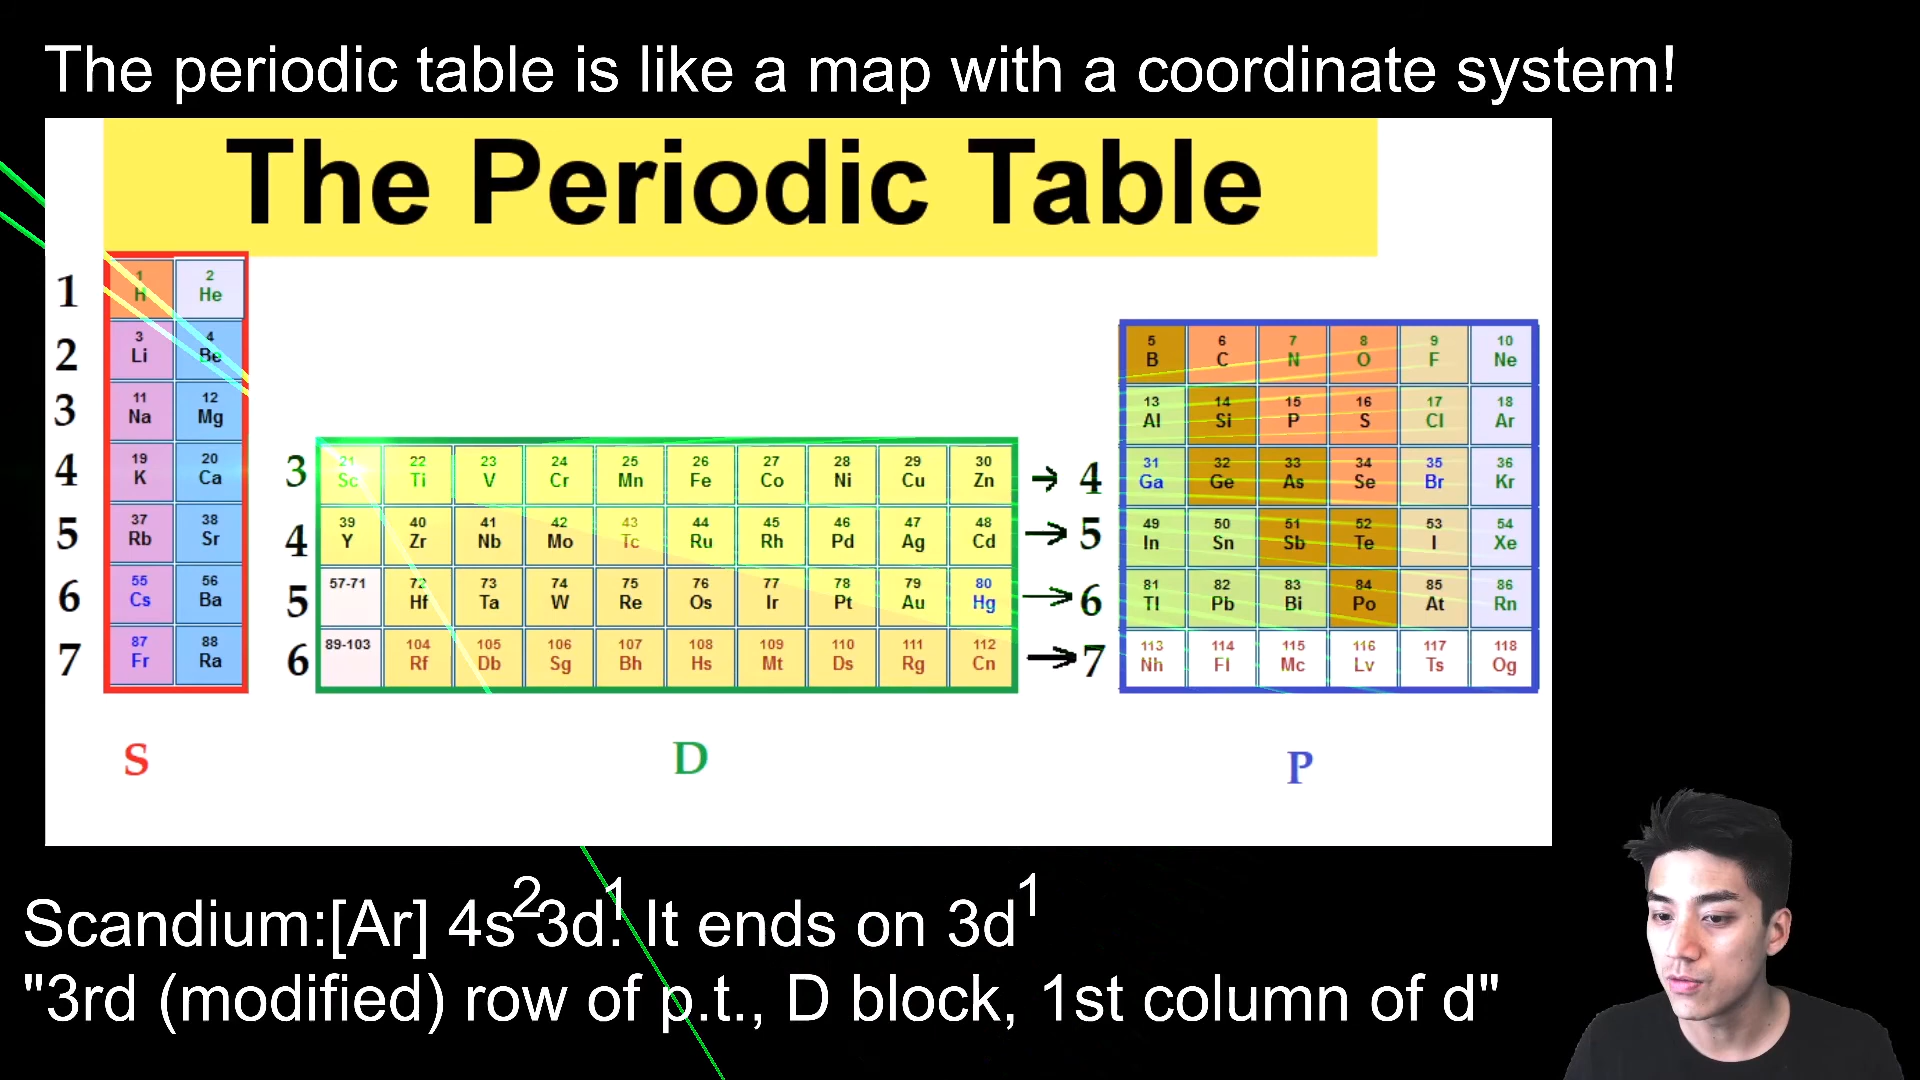 The periodic table is like a map with a coordinate system!
The Periodic Table
1 1 H 2 He
2 3 Li 4 Be 5 B 6 C 7 N 8 O 9 F 10 Ne
3 11 Na 12 Mg 13 Al 14 Si 15 P 16 S 17 Cl 18 Ar
4 19 K 20 Ca 3 21 Sc 22 Ti 23 V 24 Cr 25 Mn 26 Fe 27 Co 28 Ni 29 Cu 30 Zn → 4 31 Ga 32 Ge 33 As 34 Se 35 Br 36 Kr
5 37 Rb 38 Sr 4 39 Y 40 Zr 41 Nb 42 Mo 43 Tc 44 Ru 45 Rh 46 Pd 47 Ag 48 Cd → 5 49 In 50 Sn 51 Sb 52 Te 53 I 54 Xe
6 55 Cs 56 Ba 5 57-71 72 Hf 73 Ta 74 W 75 Re 76 Os 77 Ir 78 Pt 79 Au 80 Hg → 6 81 Tl 82 Pb 83 Bi 84 Po 85 At 86 Rn
7 87 Fr 88 Ra 6 89-103 104 Rf 105 Db 106 Sg 107 Bh 108 Hs 109 Mt 110 Ds 111 Rg 112 Cn → 7 113 Nh 114 Fl 115 Mc 116 Lv 117 Ts 118 Og
S D P
Scandium:[Ar] 4s²3d¹. It ends on 3d¹
"3rd (modified) row of p.t., D block, 1st column of d"